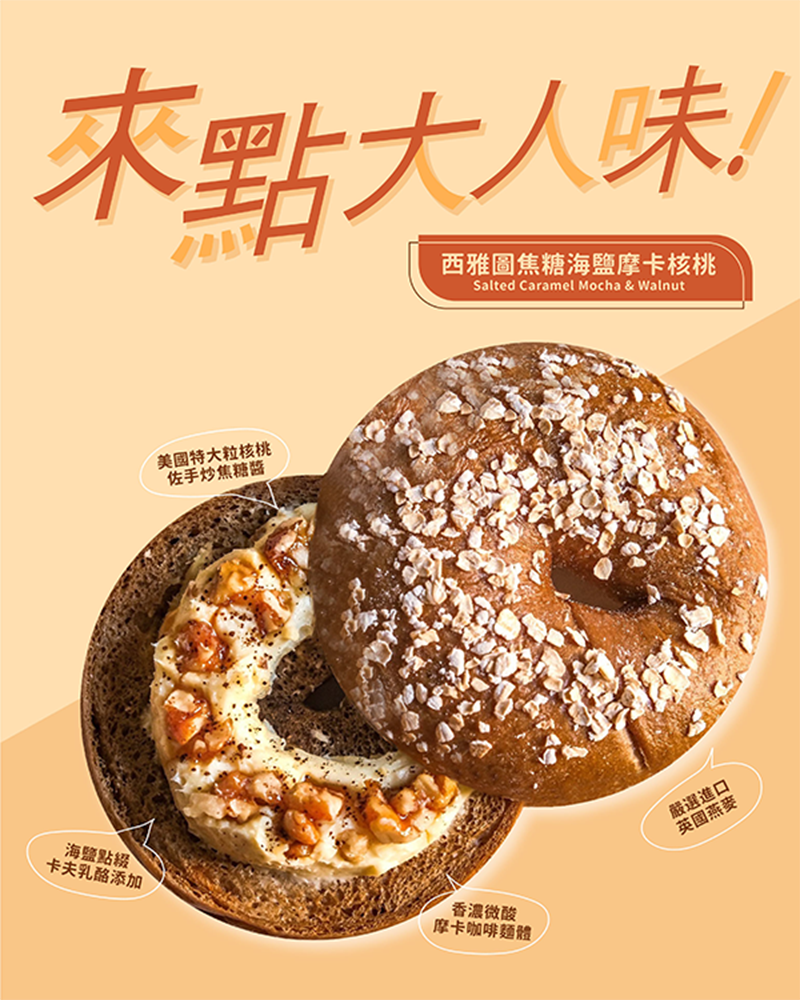 來點大人味!
西雅圖焦糖海鹽摩卡核桃
Salted Caramel Mocha & Walnut
美國特大粒核桃
佐手炒焦糖醬
嚴選進口
英國燕麥
海鹽點綴
卡夫乳酪添加
香濃微酸
摩卡咖啡麵體